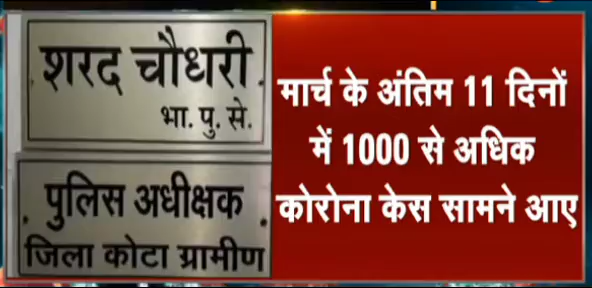 शरद चौधरी
भा. पु. से.
पुलिस अधीक्षक
जिला कोटा ग्रामीण
मार्च के अंतिम 11 दिनों
में 1000 से अधिक
कोरोना केस सामने आए